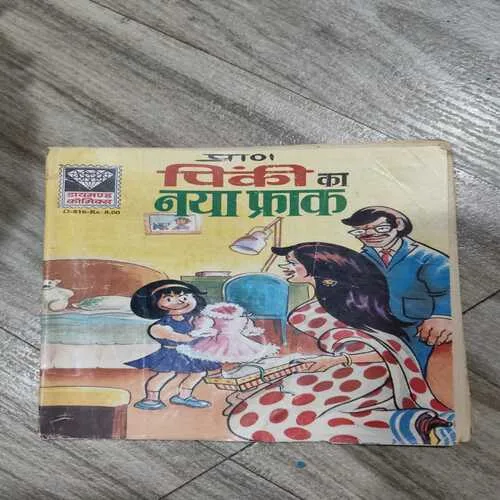 प्राण
पिंकी का
नया फ्राक
डायमण्ड
कॉमिक्स
D-816-Rs. 8.00